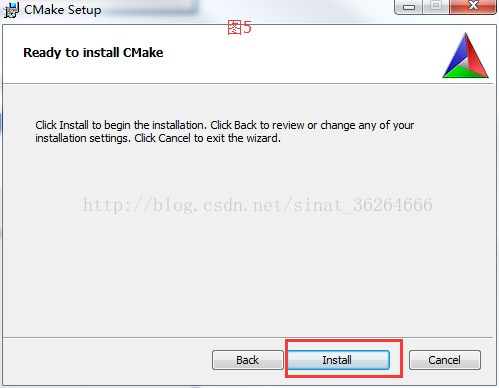 CMake Setup
图5
Ready to install CMake
Click Install to begin the installation. Click Back to review or change any of your
installation settings. Click Cancel to exit the wizard.
http://blog.csdn.net/sinat_36264666
Back
Install
Cancel